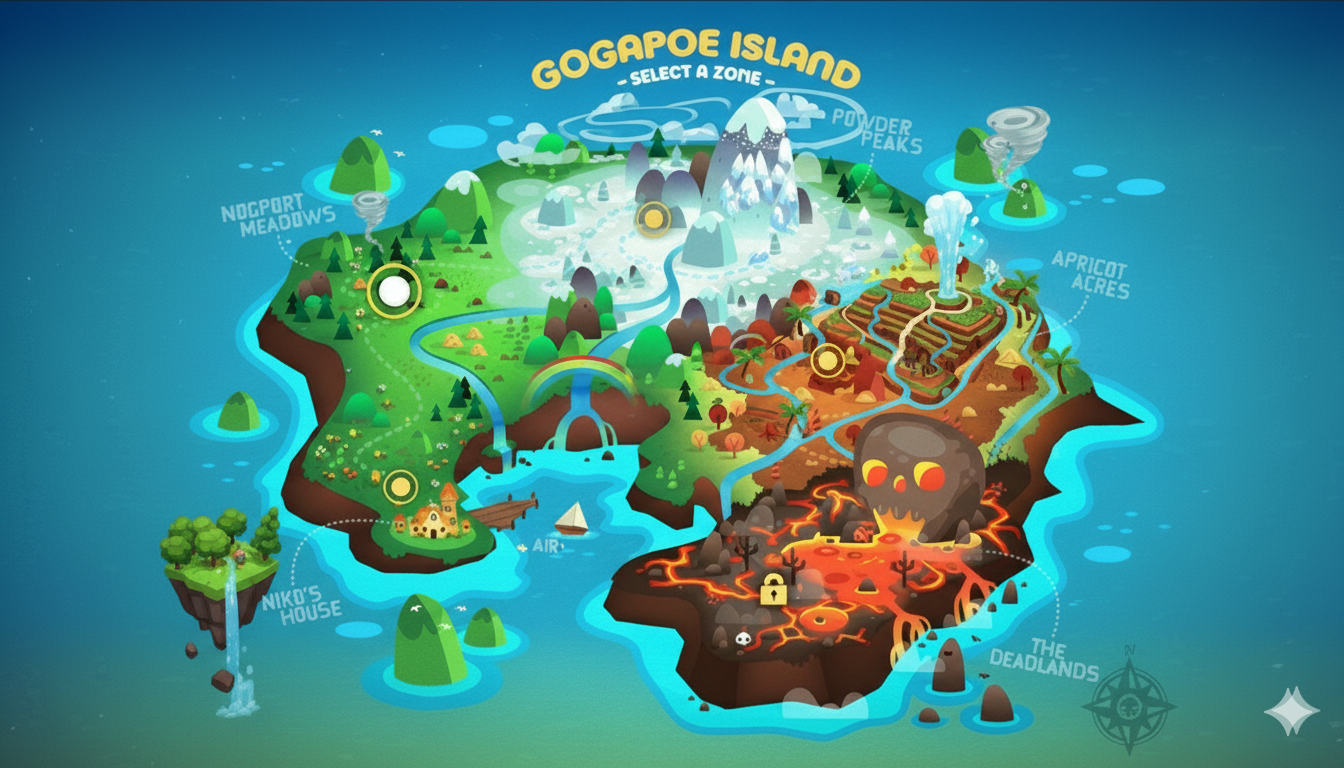 GOGAPOE ISLAND
- SELECT A ZONE -
POWDER
PEAKS
NOGPORT
MEADOWS
APRICOT
ACRES
AIR
NIKO'S
HOUSE
THE
DEADLANDS
N